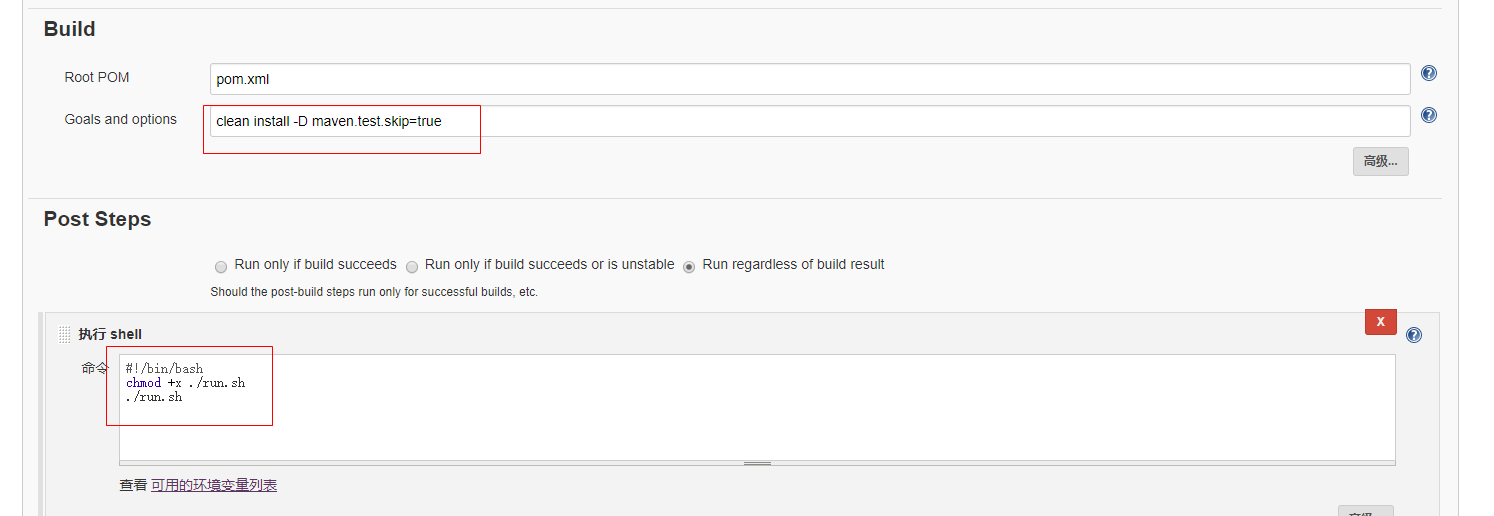 Build
Root POM
pom.xml
Goals and options
clean install -D maven.test.skip=true
高级...
Post Steps
Run only if build succeeds Run only if build succeeds or is unstable Run regardless of build result
Should the post-build steps run only for successful builds, etc.
执行 shell
X
命令
#!/bin/bash
chmod +x ./run.sh
./run.sh
查看 可用的环境变量列表
高级...